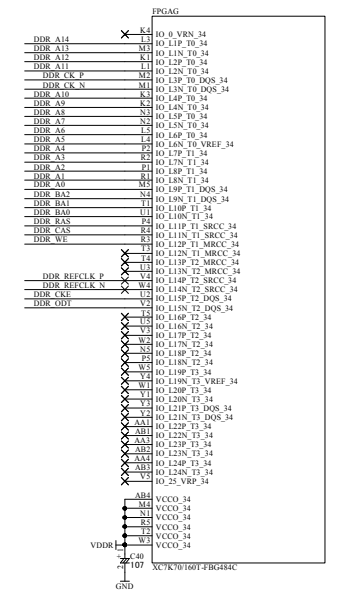 FPGAG
K4 IO_0_VRN_34
DDR_A14 L3 IO_L1P_T0_34
DDR_A13 M3 IO_L1N_T0_34
DDR_A12 K1 IO_L2P_T0_34
DDR_A11 L1 IO_L2N_T0_34
DDR_CK_P M2 IO_L3P_T0_DQS_34
DDR_CK_N M1 IO_L3N_T0_DQS_34
DDR_A10 K3 IO_L4P_T0_34
DDR_A9 K2 IO_L4N_T0_34
DDR_A8 N3 IO_L5P_T0_34
DDR_A7 N2 IO_L5N_T0_34
DDR_A6 L5 IO_L6P_T0_34
DDR_A5 L4 IO_L6N_T0_VREF_34
DDR_A4 P2 IO_L7P_T1_34
DDR_A3 R2 IO_L7N_T1_34
DDR_A2 P1 IO_L8P_T1_34
DDR_A1 R1 IO_L8N_T1_34
DDR_A0 M5 IO_L9P_T1_DQS_34
DDR_BA2 N4 IO_L9N_T1_DQS_34
DDR_BA1 T1 IO_L10P_T1_34
DDR_BA0 U1 IO_L10N_T1_34
DDR_RAS P4 IO_L11P_T1_SRCC_34
DDR_CAS R4 IO_L11N_T1_SRCC_34
DDR_WE R3 IO_L12P_T1_MRCC_34
T3 IO_L12N_T1_MRCC_34
T4 IO_L13P_T2_MRCC_34
U3 IO_L13N_T2_MRCC_34
DDR_REFCLK_P V4 IO_L14P_T2_SRCC_34
DDR_REFCLK_N W4 IO_L14N_T2_SRCC_34
DDR_CKE U2 IO_L15P_T2_DQS_34
DDR_ODT V2 IO_L15N_T2_DQS_34
T5 IO_L16P_T2_34
U5 IO_L16N_T2_34
V3 IO_L17P_T2_34
W2 IO_L17N_T2_34
N5 IO_L18P_T2_34
P5 IO_L18N_T2_34
W5 IO_L19P_T3_34
Y4 IO_L19N_T3_VREF_34
W1 IO_L20P_T3_34
Y1 IO_L20N_T3_34
Y3 IO_L21P_T3_DQS_34
Y2 IO_L21N_T3_DQS_34
AA1 IO_L22P_T3_34
AB1 IO_L22N_T3_34
AA3 IO_L23P_T3_34
AB2 IO_L23N_T3_34
AA4 IO_L24P_T3_34
AB3 IO_L24N_T3_34
V5 IO_25_VRP_34
AB4 VCCO_34
M4 VCCO_34
N1 VCCO_34
R5 VCCO_34
T2 VCCO_34
VDDR W3 VCCO_34
1
+ C40
2 107
XC7K70/160T-FBG484C
GND